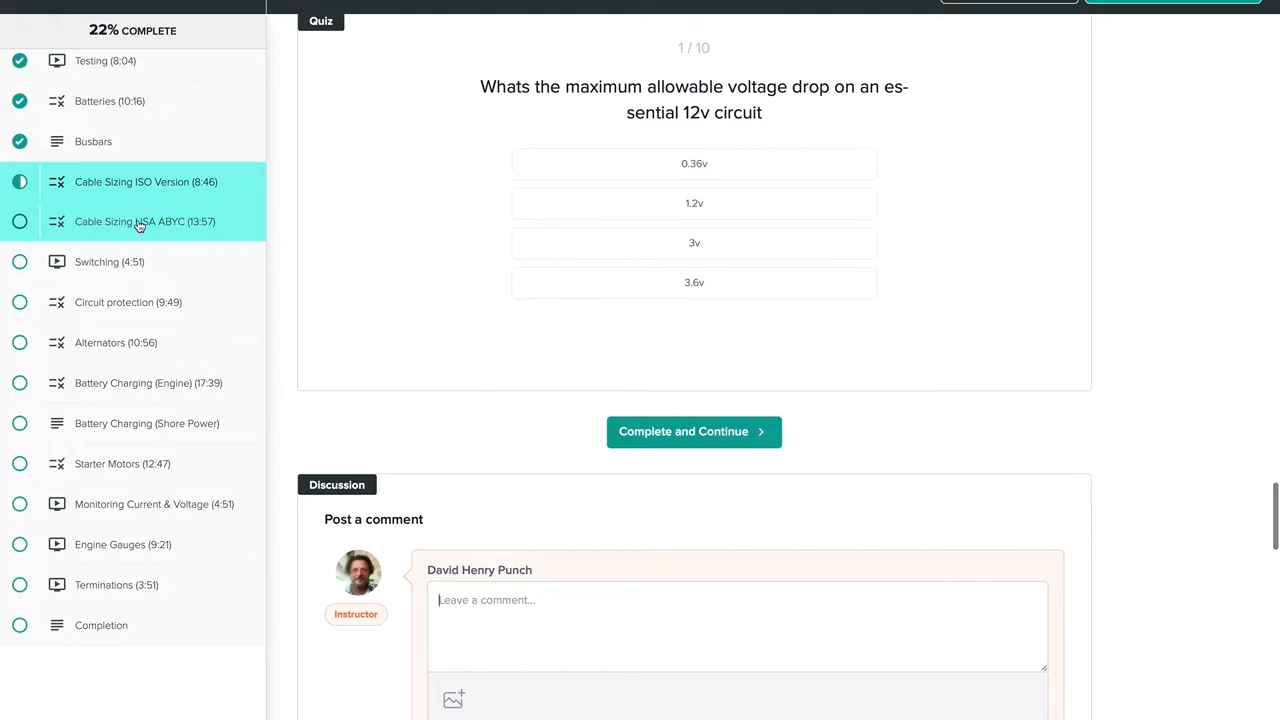 22% COMPLETE
Testing (8:04)
Batteries (10:16)
Busbars
Cable Sizing ISO Version (8:46)
Cable Sizing NSA ABYC (13:57)
Switching (4:51)
Circuit protection (9:49)
Alternators (10:56)
Battery Charging (Engine) (17:39)
Battery Charging (Shore Power)
Starter Motors (12:47)
Monitoring Current & Voltage (4:51)
Engine Gauges (9:21)
Terminations (3:51)
Completion
Quiz
1 / 10
Whats the maximum allowable voltage drop on an es-
sential 12v circuit
0.36v
1.2v
3v
3.6v
Complete and Continue
Discussion
Post a comment
David Henry Punch
Leave a comment...
Instructor